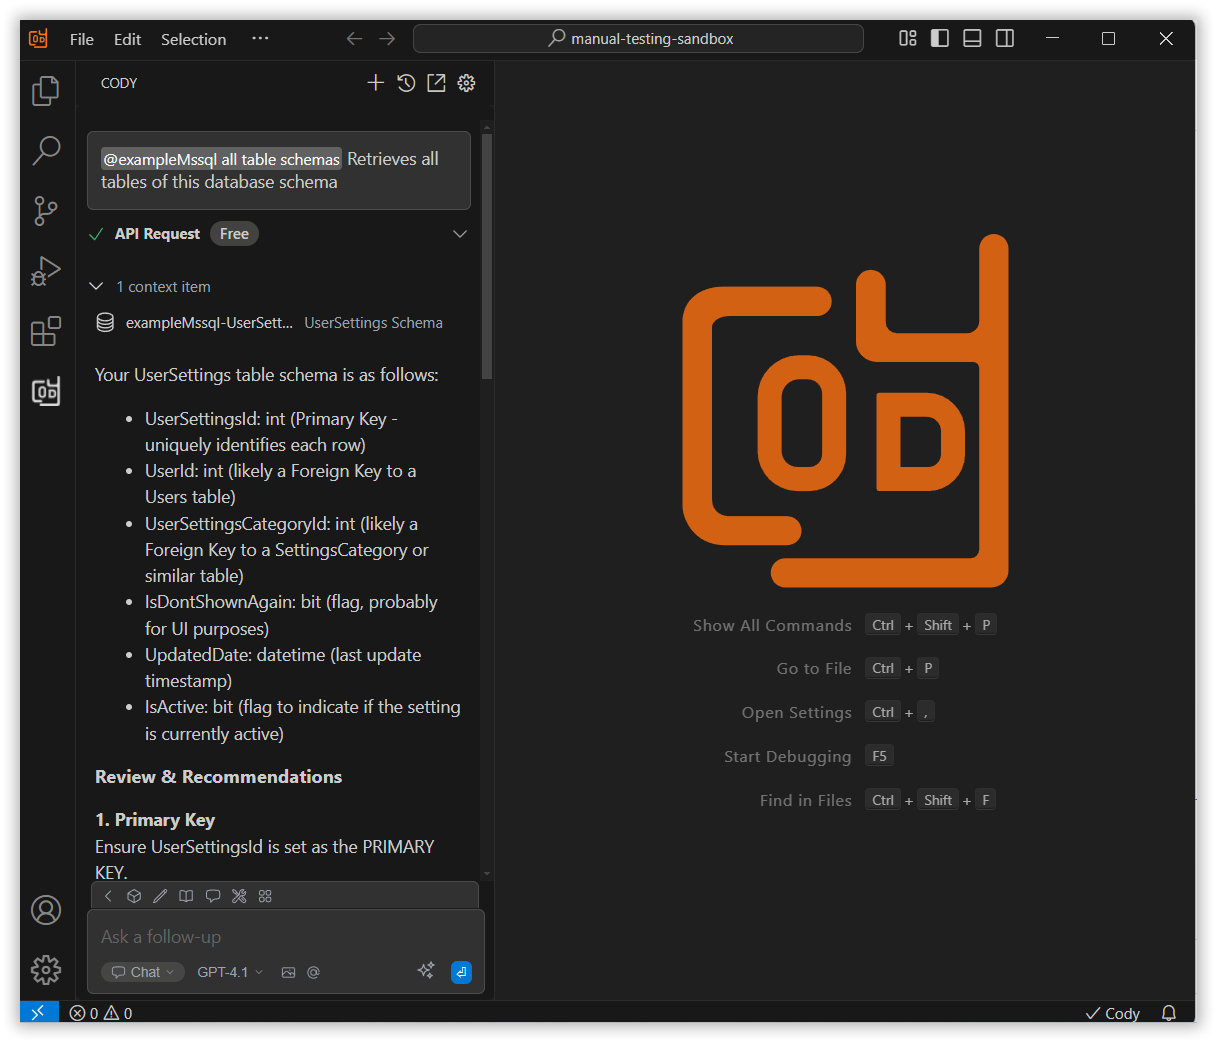 File Edit Selection ··· manual-testing-sandbox
CODY
@exampleMssql all table schemas Retrieves all
tables of this database schema
API Request Free
1 context item
exampleMssql-UserSett... UserSettings Schema
Your UserSettings table schema is as follows:
• UserSettingsId: int (Primary Key -
uniquely identifies each row)
• UserId: int (likely a Foreign Key to a
Users table)
• UserSettingsCategoryId: int (likely a
Foreign Key to a SettingsCategory or
similar table)
• IsDontShownAgain: bit (flag, probably
for UI purposes)
• UpdatedDate: datetime (last update
timestamp)
• IsActive: bit (flag to indicate if the setting
is currently active)
Review & Recommendations
1. Primary Key
Ensure UserSettingsId is set as the PRIMARY
KEY.
Ask a follow-up
Chat GPT-4.1 @
OD
Show All Commands Ctrl + Shift + P
Go to File Ctrl + P
Open Settings Ctrl + ,
Start Debugging F5
Find in Files Ctrl + Shift + F
0 0 Cody